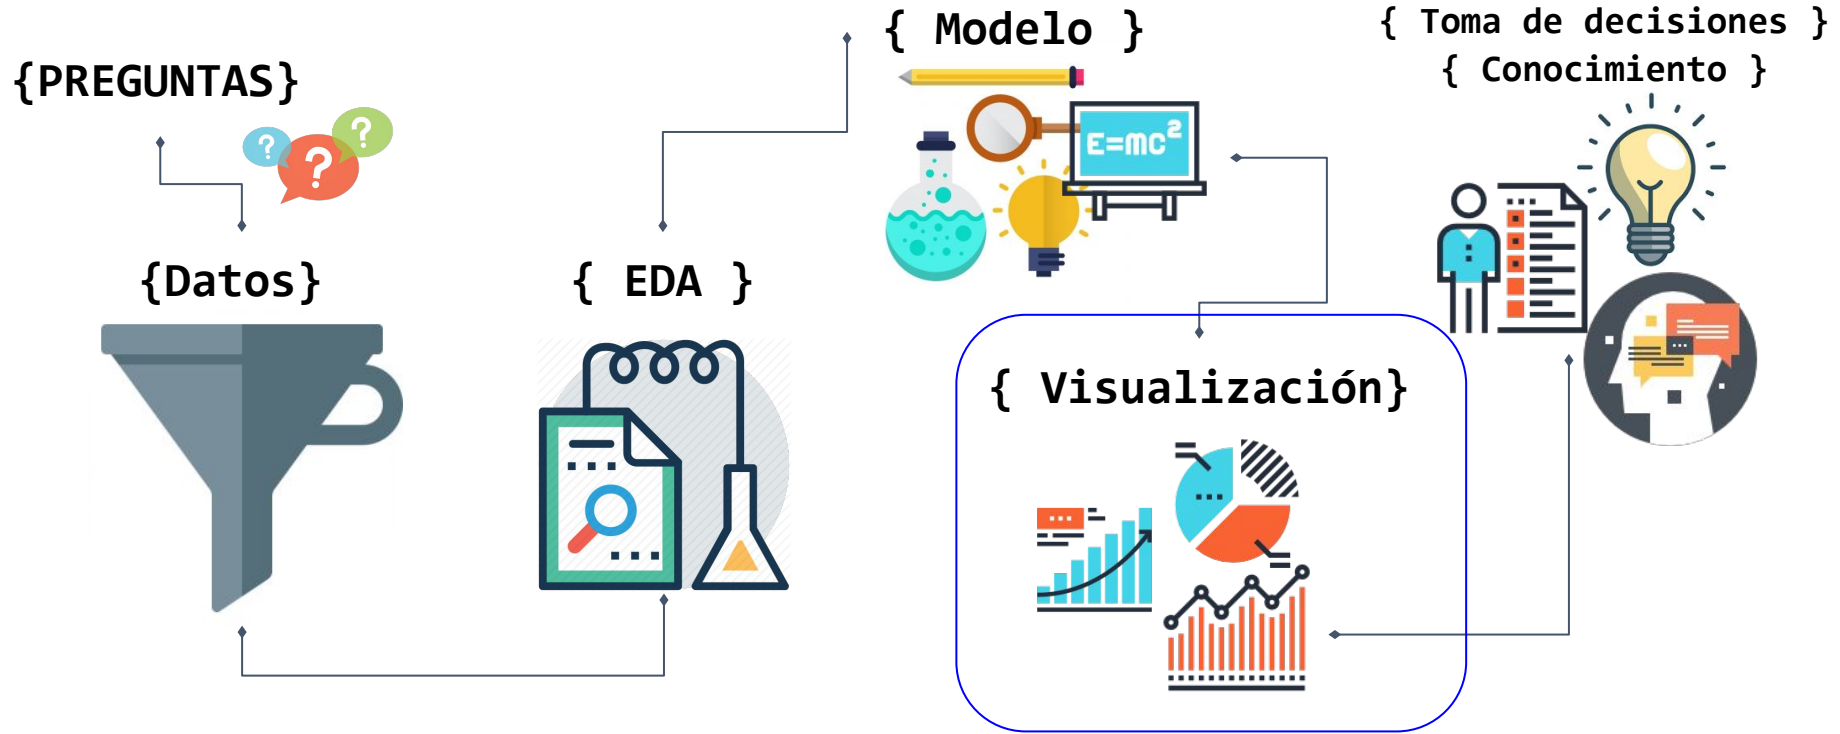 {PREGUNTAS}
? ? ?
{Datos}
{ EDA }
{ Modelo }
E=mc²
{ Visualización}
{ Toma de decisiones }
{ Conocimiento }